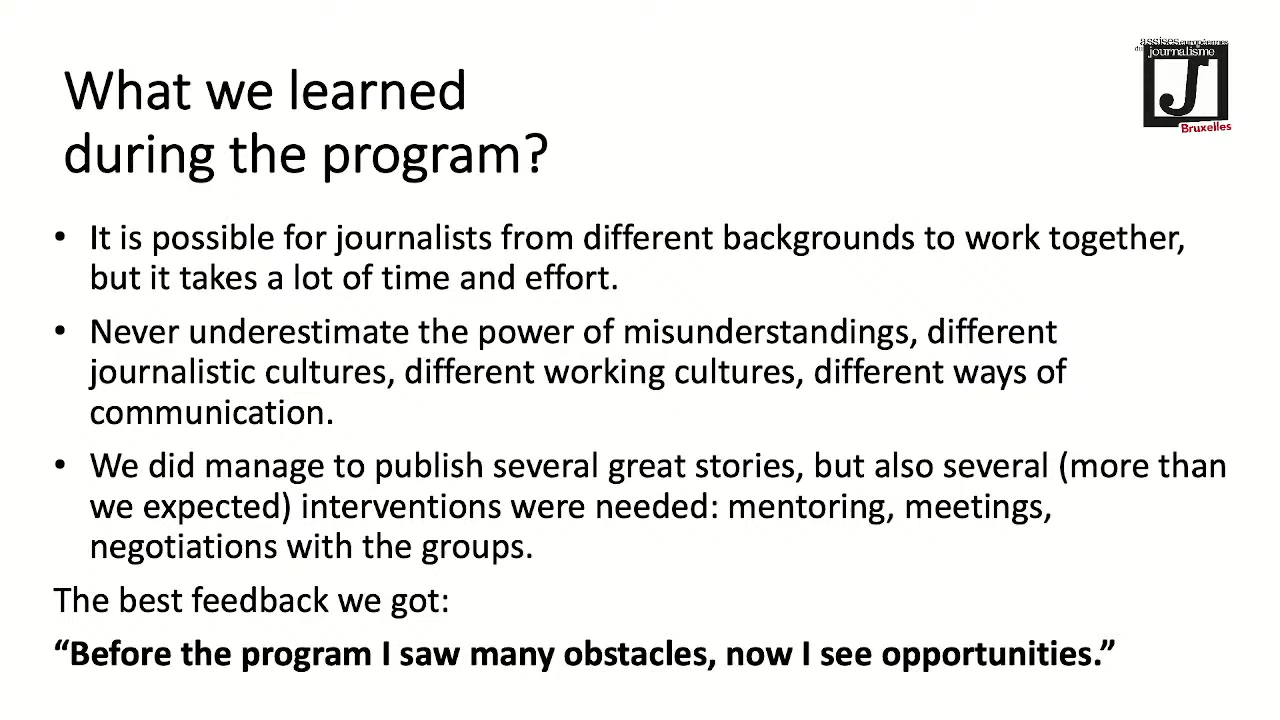 assises européennes
du journalisme
J
Bruxelles
What we learned
during the program?
• It is possible for journalists from different backgrounds to work together,
but it takes a lot of time and effort.
• Never underestimate the power of misunderstandings, different
journalistic cultures, different working cultures, different ways of
communication.
• We did manage to publish several great stories, but also several (more than
we expected) interventions were needed: mentoring, meetings,
negotiations with the groups.
The best feedback we got:
“Before the program I saw many obstacles, now I see opportunities.”